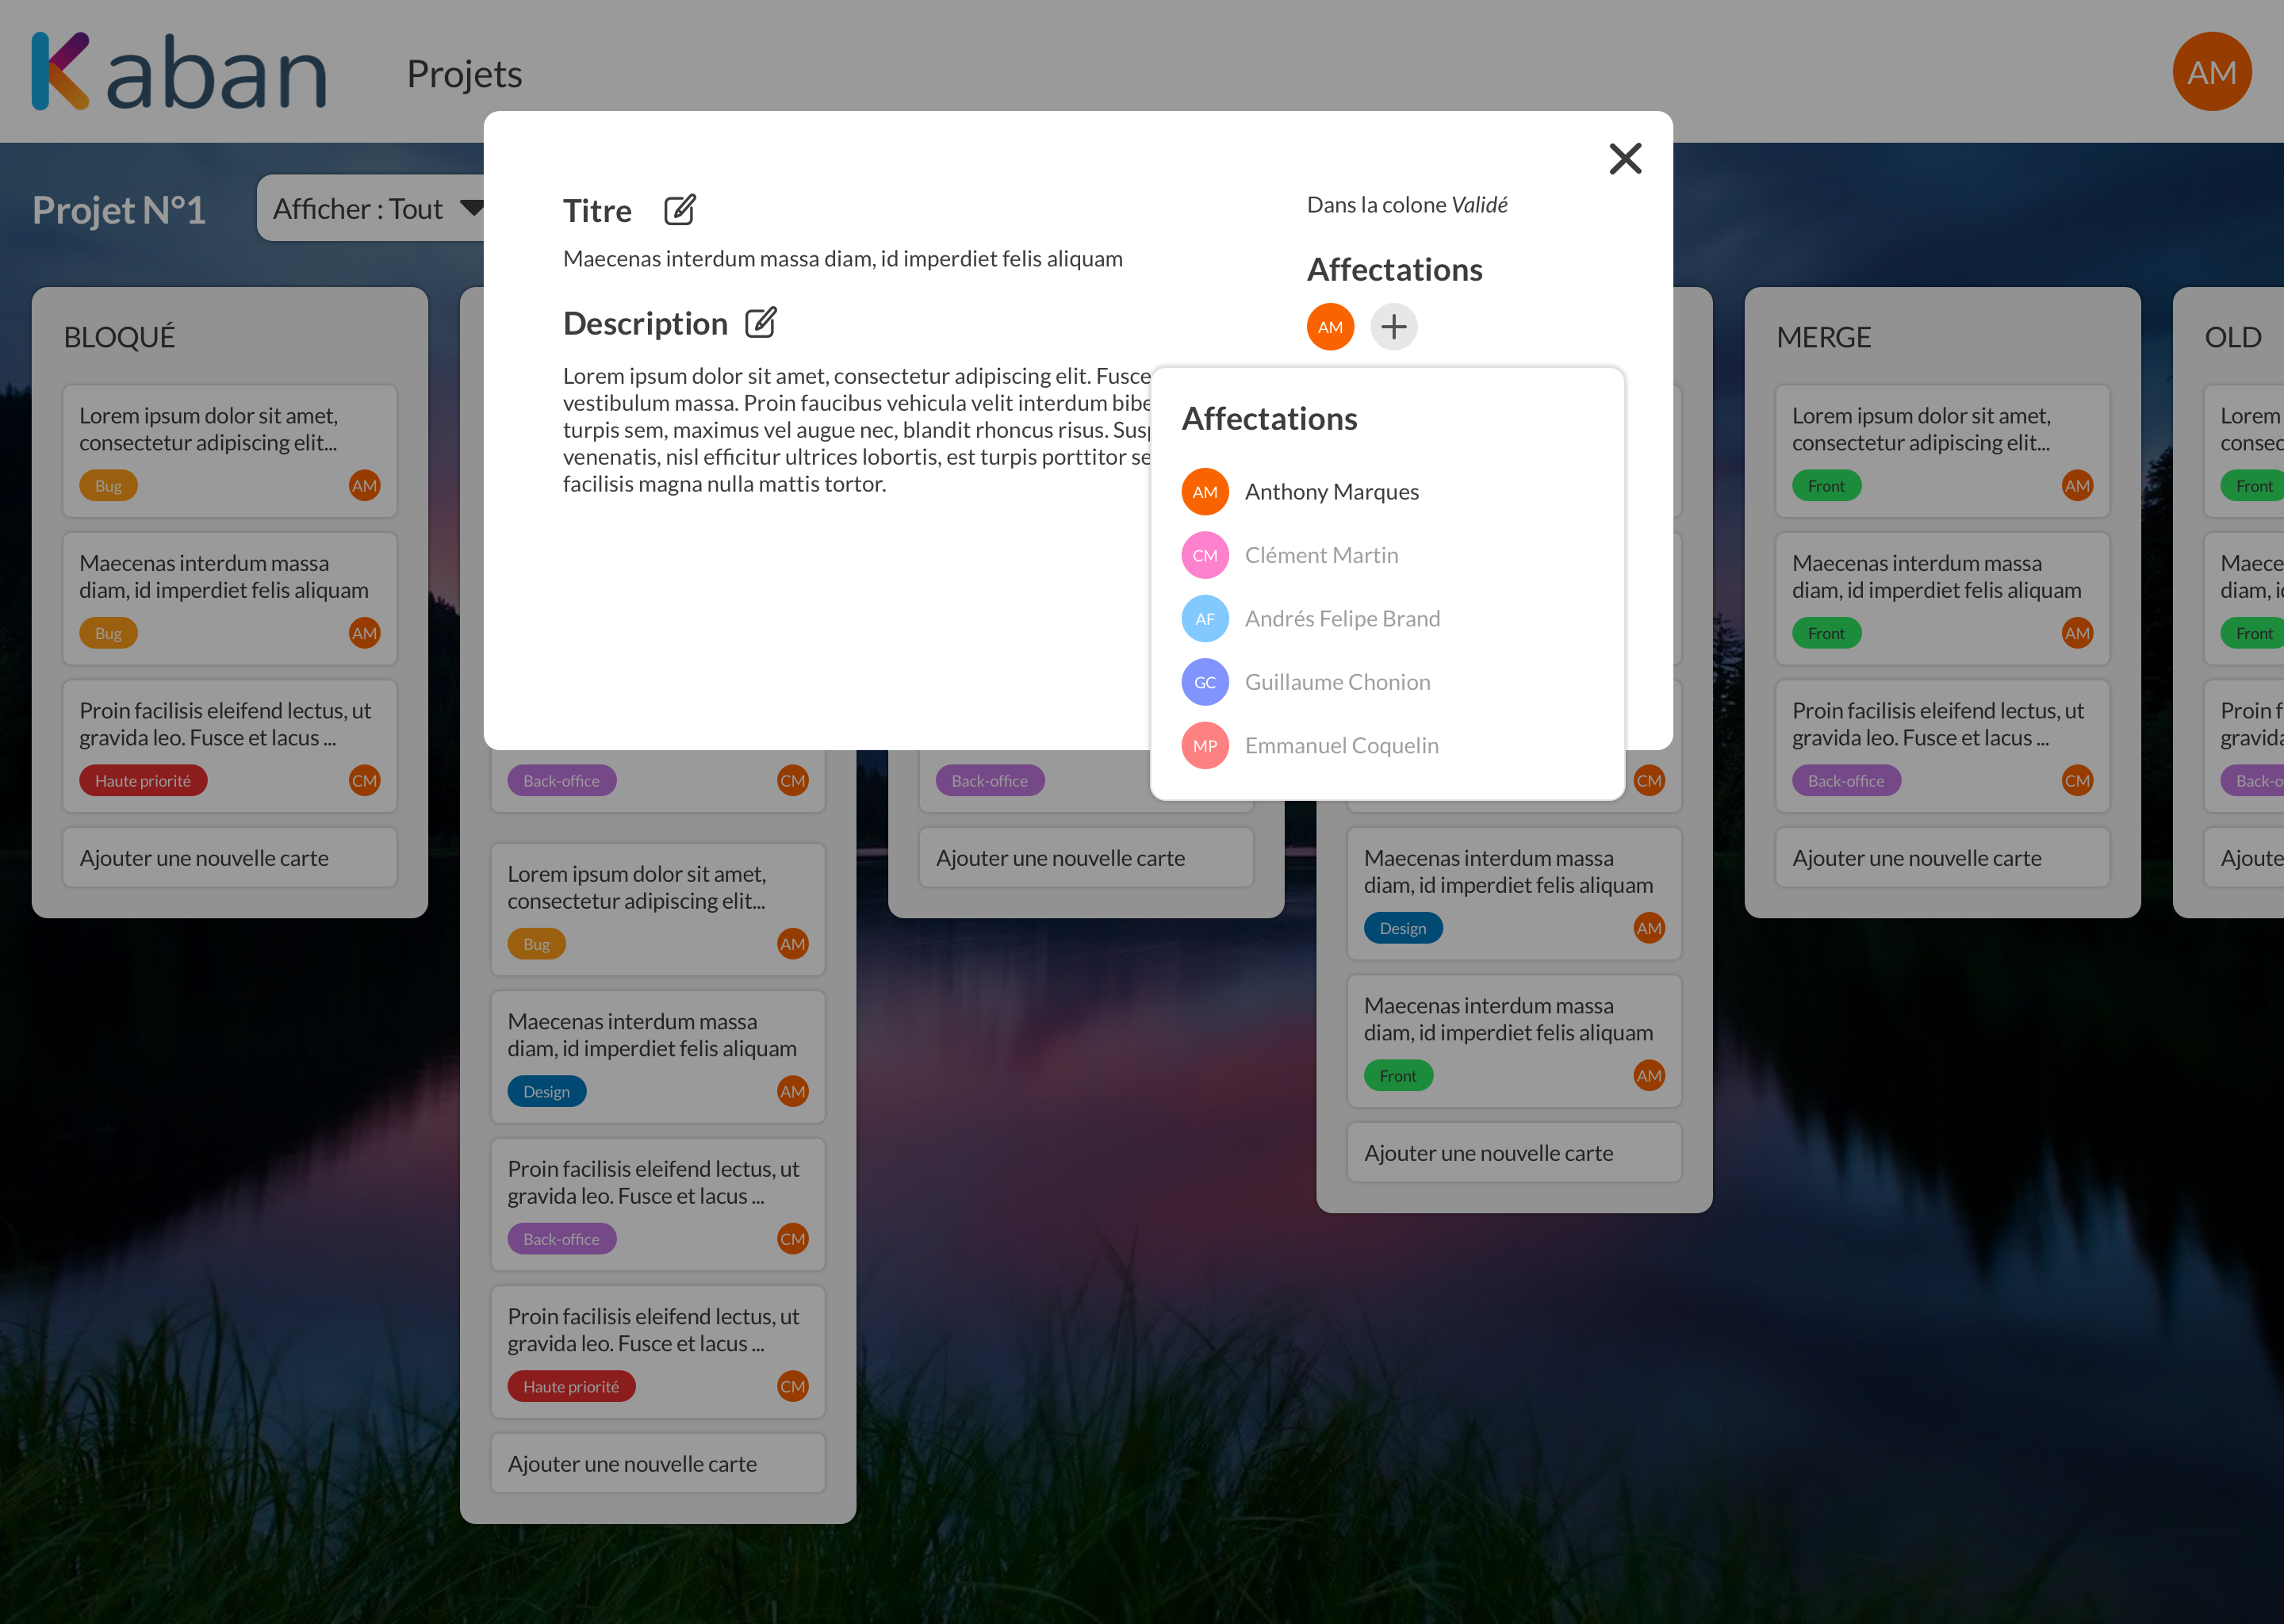 Kaban
Projets
AM
Projet N°1
Afficher : Tout
Titre
Maecenas interdum massa diam, id imperdiet felis aliquam
Description
Lorem ipsum dolor sit amet, consectetur adipiscing elit. Fusce
vestibulum massa. Proin faucibus vehicula velit interdum
turpis sem, maximus vel augue nec, blandit rhoncus risus.
venenatis, nisl efficitur ultrices lobortis, est turpis porttitor
facilisis magna nulla mattis tortor.
Dans la colone Validé
Affectations
AM
Affectations
AM Anthony Marques
CM Clément Martin
AF Andrés Felipe Brand
GC Guillaume Chonion
MP Emmanuel Coquelin
BLOQUÉ
Lorem ipsum dolor sit amet,
consectetur adipiscing elit...
Bug AM
Maecenas interdum massa
diam, id imperdiet felis aliquam
Bug AM
Proin facilisis eleifend lectus, ut
gravida leo. Fusce et lacus ...
Haute priorité CM
Ajouter une nouvelle carte
Back-office CM
Lorem ipsum dolor sit amet,
consectetur adipiscing elit...
Bug AM
Maecenas interdum massa
diam, id imperdiet felis aliquam
Design AM
Proin facilisis eleifend lectus, ut
gravida leo. Fusce et lacus ...
Back-office CM
Proin facilisis eleifend lectus, ut
gravida leo. Fusce et lacus ...
Haute priorité CM
Ajouter une nouvelle carte
Back-office
Ajouter une nouvelle carte
CM
Maecenas interdum massa
diam, id imperdiet felis aliquam
Design AM
Maecenas interdum massa
diam, id imperdiet felis aliquam
Front AM
Ajouter une nouvelle carte
MERGE
Lorem ipsum dolor sit amet,
consectetur adipiscing elit...
Front AM
Maecenas interdum massa
diam, id imperdiet felis aliquam
Front AM
Proin facilisis eleifend lectus, ut
gravida leo. Fusce et lacus ...
Back-office CM
Ajouter une nouvelle carte
OLD
Lorem
Front
Front
Proin